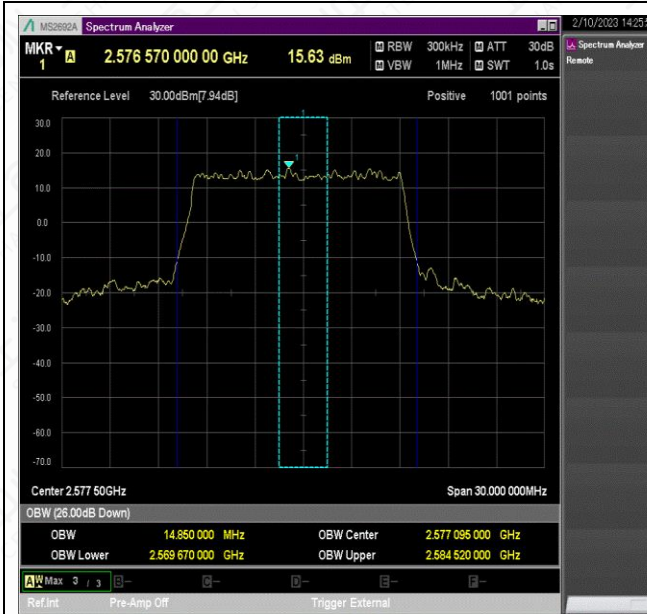 MS2692A Spectrum Analyzer
2/10/2023 14:25:
MKR 1 A 2.576 570 000 00 GHz 15.63 dBm
RBW 300kHz ATT 30dB
VBW 1MHz SWT 1.0s
Spectrum Analyzer
Remote
Reference Level 30.00dBm[7.94dB] Positive 1001 points
30.0
1
20.0
10.0
0.0
-10.0
-20.0
-30.0
-40.0
-50.0
-60.0
-70.0
Center 2.577 50GHz Span 30.000 000MHz
OBW (26.00dB Down)
OBW 14.850 000 MHz OBW Center 2.577 095 000 GHz
OBW Lower 2.569 670 000 GHz OBW Upper 2.584 520 000 GHz
A W Max 3 / 3 B- C- D- E- F-
Ref.Int Pre-Amp Off Trigger External